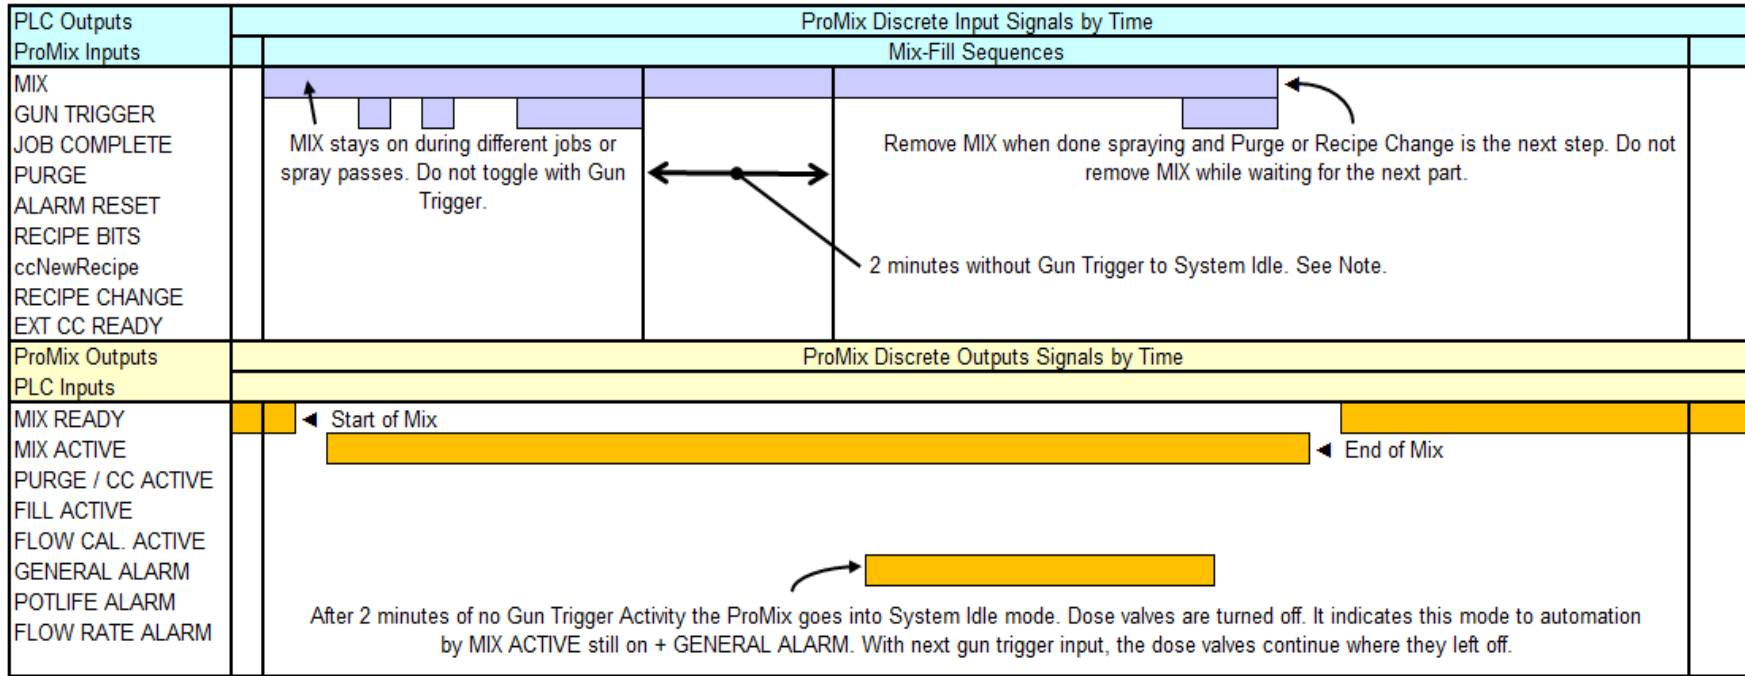 PLC Outputs
ProMix Discrete Input Signals by Time
ProMix Inputs
Mix-Fill Sequences
MIX
GUN TRIGGER
JOB COMPLETE
PURGE
ALARM RESET
RECIPE BITS
ccNewRecipe
RECIPE CHANGE
EXT CC READY
MIX stays on during different jobs or
spray passes. Do not toggle with Gun
Trigger.
Remove MIX when done spraying and Purge or Recipe Change is the next step. Do not
remove MIX while waiting for the next part.
2 minutes without Gun Trigger to System Idle. See Note.
ProMix Outputs
ProMix Discrete Outputs Signals by Time
PLC Inputs
MIX READY
Start of Mix
MIX ACTIVE
End of Mix
PURGE / CC ACTIVE
FILL ACTIVE
FLOW CAL. ACTIVE
GENERAL ALARM
POTLIFE ALARM
FLOW RATE ALARM
After 2 minutes of no Gun Trigger Activity the ProMix goes into System Idle mode. Dose valves are turned off. It indicates this mode to automation
by MIX ACTIVE still on + GENERAL ALARM. With next gun trigger input, the dose valves continue where they left off.